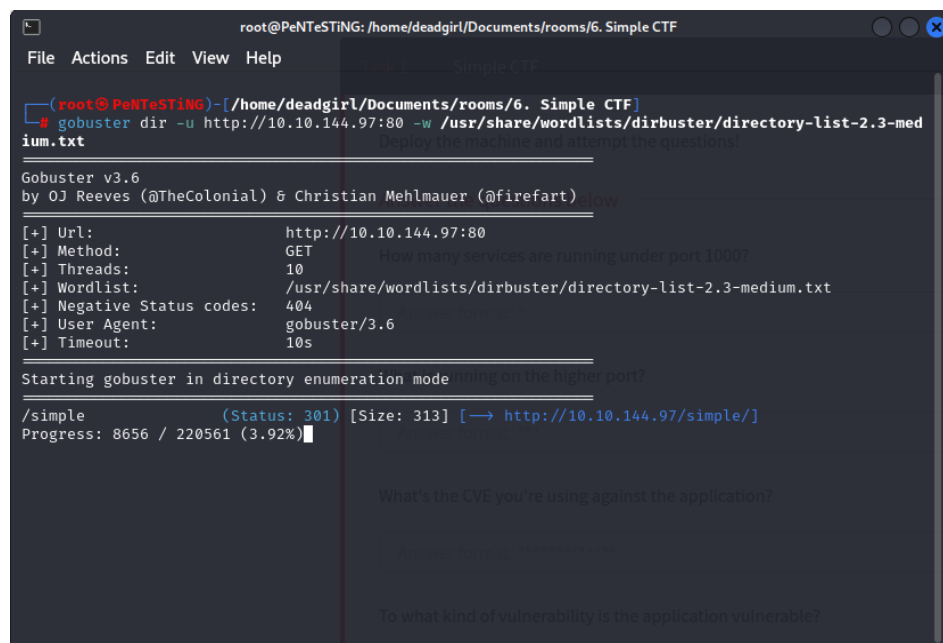 root@PeNTeSTiNG: /home/deadgirl/Documents/rooms/6. Simple CTF
File Actions Edit View Help
Simple CTF
┌──(root㉿PeNTeSTiNG)-[/home/deadgirl/Documents/rooms/6. Simple CTF]
└─# gobuster dir -u http://10.10.144.97:80 -w /usr/share/wordlists/dirbuster/directory-list-2.3-med
ium.txt
Deploy the machine and attempt the questions!
Gobuster v3.6
by OJ Reeves (@TheColonial) & Christian Mehlmauer (@firefart)
[+] Url: http://10.10.144.97:80
[+] Method: GET
How many services are running under port 1000?
[+] Threads: 10
[+] Wordlist: /usr/share/wordlists/dirbuster/directory-list-2.3-medium.txt
[+] Negative Status codes: 404
[+] User Agent: gobuster/3.6
[+] Timeout: 10s
Starting gobuster in directory enumeration mode
running on the higher port?
/simple (Status: 301) [Size: 313] [--> http://10.10.144.97/simple/]
Progress: 8656 / 220561 (3.92%)
What's the CVE you're using against the application?
To what kind of vulnerability is the application vulnerable?